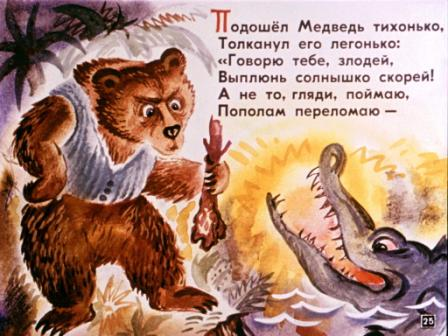 Подошёл Медведь тихонько,
Толканул его легонько:
«Говорю тебе, злодей,
Выплюнь солнышко скорей!
А не то, гляди, поймаю,
Пополам переломаю —
25